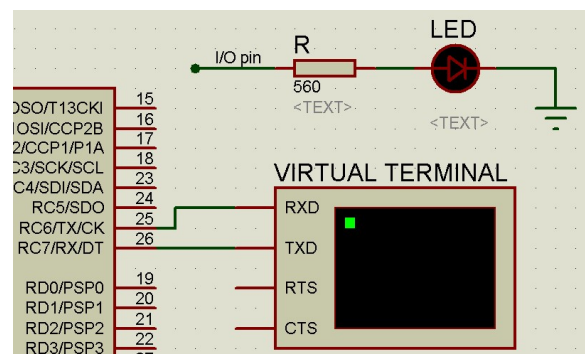 LED
R
I/O pin
560
<TEXT>
<TEXT>
OSO/T13CKI 15
IOSI/CCP2B 16
2/CCP1/P1A 17
C3/SCK/SCL 18
C4/SDI/SDA 23
RC5/SDO 24
RC6/TX/CK 25
RC7/RX/DT 26
RD0/PSP0 19
RD1/PSP1 20
RD2/PSP2 21
RD3/PSP3 22
VIRTUAL TERMINAL
RXD
TXD
RTS
CTS